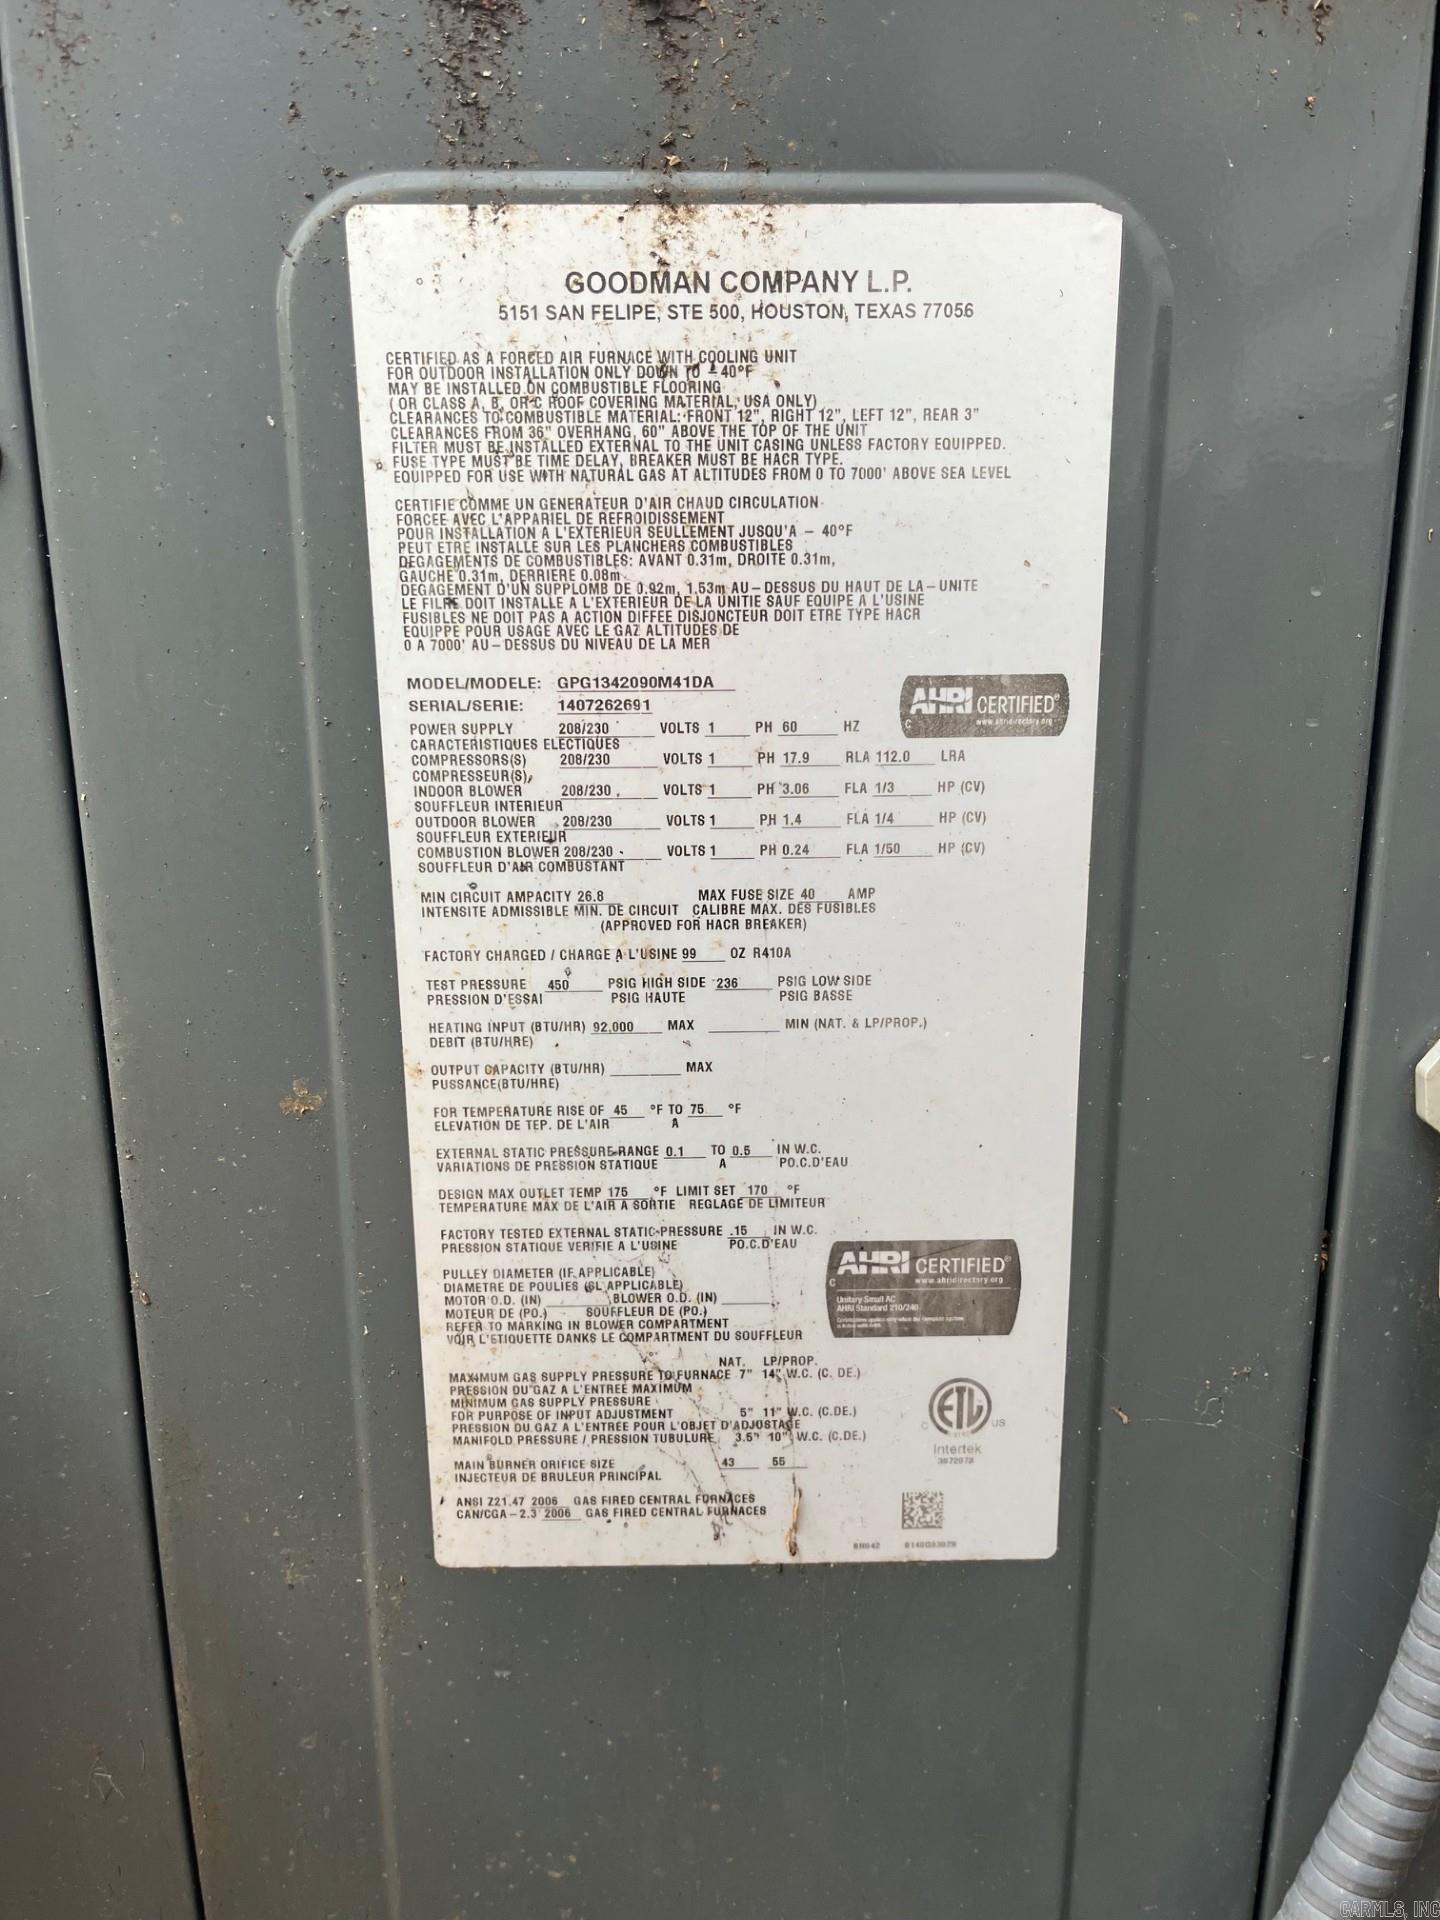 GOODMAN COMPANY L.P.
5151 SAN FELIPE, STE 500, HOUSTON, TEXAS 77056
CERTIFIED AS A FORCED AIR FURNACE WITH COOLING UNIT
FOR OUTDOOR INSTALLATION ONLY DOWN TO -40°F
MAY BE INSTALLED ON COMBUSTIBLE FLOORING
( OR CLASS A, B, OR C ROOF COVERING MATERIAL, USA ONLY)
CLEARANCES TO COMBUSTIBLE MATERIAL: FRONT 12", RIGHT 12", LEFT 12", REAR 3"
CLEARANCES FROM 36" OVERHANG, 60" ABOVE THE TOP OF THE UNIT
FILTER MUST BE INSTALLED EXTERNAL TO THE UNIT CASING UNLESS FACTORY EQUIPPED.
FUSE TYPE MUST BE TIME DELAY, BREAKER MUST BE HACR TYPE.
EQUIPPED FOR USE WITH NATURAL GAS AT ALTITUDES FROM 0 TO 7000' ABOVE SEA LEVEL
CERTIFIE COMME UN GENERATEUR D'AIR CHAUD CIRCULATION
FORCEE AVEC L'APPARIEL DE REFROIDISSEMENT
POUR INSTALLATION A L'EXTERIEUR SEULLEMENT JUSQU'A - 40°F
PEUT ETRE INSTALLE SUR LES PLANCHERS COMBUSTIBLES
DEGAGEMENTS DE COMBUSTIBLES: AVANT 0.31m, DROITE 0.31m,
GAUCHE 0.31m, DERRIERE 0.08m
DEGAGEMENT D'UN SUPPLOMB DE 0.92m, 1.53m AU-DESSUS DU HAUT DE LA-UNITE
LE FILRE DOIT INSTALLE A L'EXTERIEUR DE LA UNITIE SAUF EQUIPE A L'USINE
FUSIBLES NE DOIT PAS A ACTION DIFFEE DISJONCTEUR DOIT ETRE TYPE HACR
EQUIPPE POUR USAGE AVEC LE GAZ ALTITUDES DE
0 A 7000' AU-DESSUS DU NIVEAU DE LA MER
MODEL/MODELE: GPG1342090M41DA
SERIAL/SERIE: 1407262691
AHRI CERTIFIED®
www.ahridirectory.org
POWER SUPPLY 208/230 VOLTS 1 PH 60 HZ
CARACTERISTIQUES ELECTIQUES
COMPRESSORS(S) 208/230 VOLTS 1 PH 17.9 RLA 112.0 LRA
COMPRESSEUR(S)
INDOOR BLOWER 208/230 VOLTS 1 PH 3.06 FLA 1/3 HP (CV)
SOUFFLEUR INTERIEUR
OUTDOOR BLOWER 208/230 VOLTS 1 PH 1.4 FLA 1/4 HP (CV)
SOUFFLEUR EXTERIEUR
COMBUSTION BLOWER 208/230 VOLTS 1 PH 0.24 FLA 1/50 HP (CV)
SOUFFLEUR D'AIR COMBUSTANT
MIN CIRCUIT AMPACITY 26.8 MAX FUSE SIZE 40 AMP
INTENSITE ADMISSIBLE MIN. DE CIRCUIT CALIBRE MAX. DES FUSIBLES
(APPROVED FOR HACR BREAKER)
FACTORY CHARGED / CHARGE A L'USINE 99 OZ R410A
TEST PRESSURE 450 PSIG HIGH SIDE 236 PSIG LOW SIDE
PRESSION D'ESSAI PSIG HAUTE PSIG BASSE
HEATING INPUT (BTU/HR) 92,000 MAX MIN (NAT. & LP/PROP.)
DEBIT (BTU/HRE)
OUTPUT CAPACITY (BTU/HR) MAX
PUSSANCE(BTU/HRE)
FOR TEMPERATURE RISE OF 45 °F TO 75 °F
ELEVATION DE TEP. DE L'AIR A
EXTERNAL STATIC PRESSURE RANGE 0.1 TO 0.5 IN W.C.
VARIATIONS DE PRESSION STATIQUE A PO.C.D'EAU
DESIGN MAX OUTLET TEMP 175 °F LIMIT SET 170 °F
TEMPERATURE MAX DE L'AIR A SORTIE REGLAGE DE LIMITEUR
FACTORY TESTED EXTERNAL STATIC PRESSURE .15 IN W.C.
PRESSION STATIQUE VERIFIE A L'USINE PO.C.D'EAU
PULLEY DIAMETER (IF APPLICABLE)
DIAMETRE DE POULIES (SL APPLICABLE)
MOTOR O.D. (IN) BLOWER O.D. (IN)
MOTEUR DE (PO.) SOUFFLEUR DE (PO.)
REFER TO MARKING IN BLOWER COMPARTMENT
VOIR L'ETIQUETTE DANKS LE COMPARTMENT DU SOUFFLEUR
AHRI CERTIFIED®
www.ahridirectory.org
Unitary Small AC
AHRI Standard 210/240
NAT. LP/PROP.
MAXIMUM GAS SUPPLY PRESSURE TO FURNACE 7" 14" W.C. (C. DE.)
PRESSION DU GAZ A L'ENTREE MAXIMUM
MINIMUM GAS SUPPLY PRESSURE
FOR PURPOSE OF INPUT ADJUSTMENT 5" 11" W.C. (C.DE.)
PRESSION DU GAZ A L'ENTRÉE POUR L'OBJET D'ADJUSTAGE
MANIFOLD PRESSURE / PRESSION TUBULURE 3.5" 10" W.C. (C.DE.)
MAIN BURNER ORIFICE SIZE 43 55
INJECTEUR DE BRULEUR PRINCIPAL
ANSI Z21.47 2006 GAS FIRED CENTRAL FURNACES
CAN/CGA-2.3 2006 GAS FIRED CENTRAL FURNACES
C ETL US
Intertek
3072073
CARMLS, INC